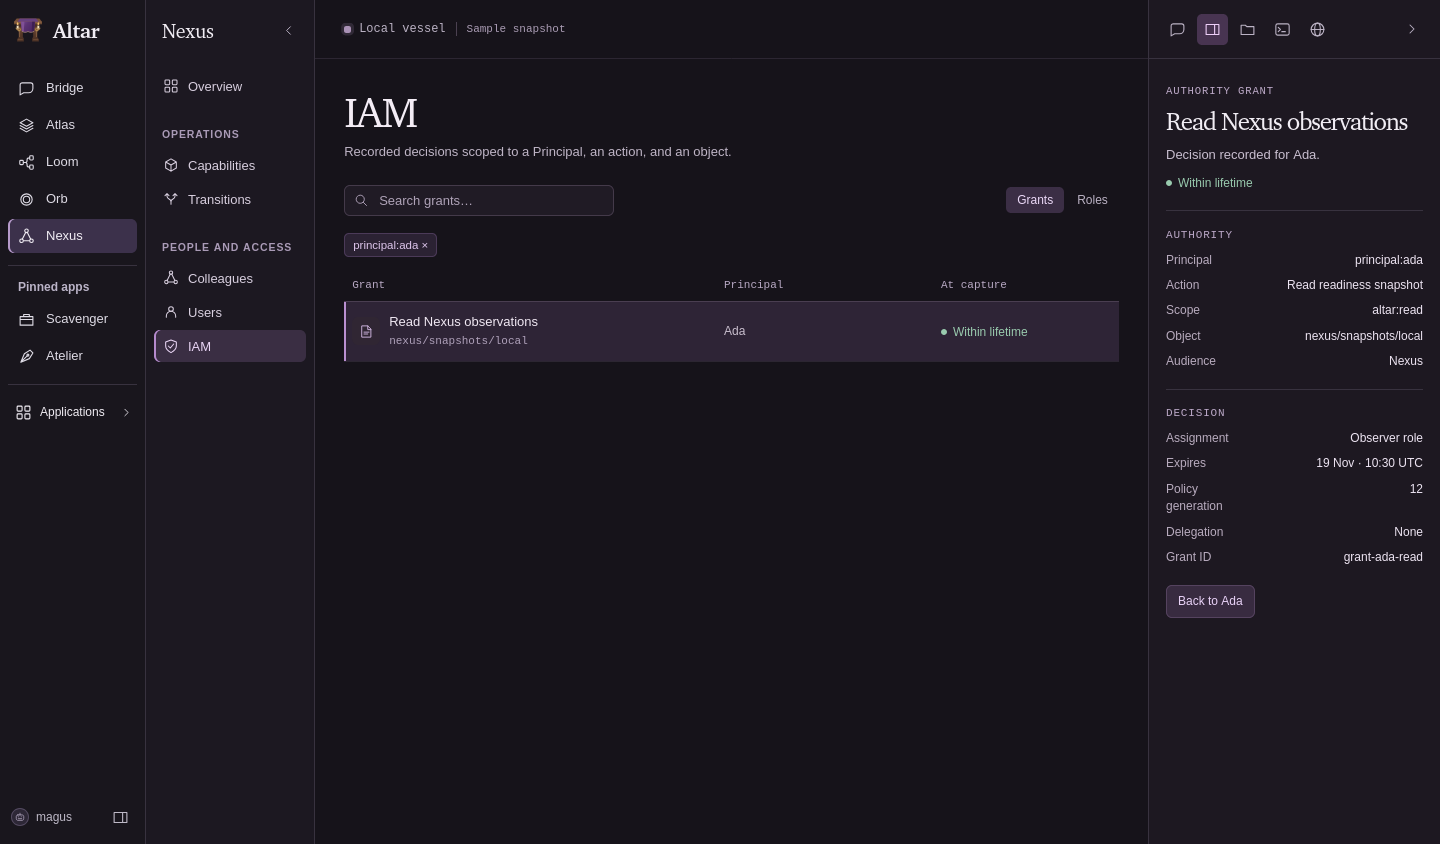 Altar
Bridge
Atlas
Loom
Orb
Nexus
Pinned apps
Scavenger
Atelier
Applications
magus
Nexus
Overview
OPERATIONS
Capabilities
Transitions
PEOPLE AND ACCESS
Colleagues
Users
IAM
Local vessel
Sample snapshot
IAM
Recorded decisions scoped to a Principal, an action, and an object.
Search grants…
Grants
Roles
principal:ada ×
Grant
Principal
At capture
Read Nexus observations
nexus/snapshots/local
Ada
Within lifetime
AUTHORITY GRANT
Read Nexus observations
Decision recorded for Ada.
Within lifetime
AUTHORITY
Principal principal:ada
Action Read readiness snapshot
Scope altar:read
Object nexus/snapshots/local
Audience Nexus
DECISION
Assignment Observer role
Expires 19 Nov · 10:30 UTC
Policy generation 12
Delegation None
Grant ID grant-ada-read
Back to Ada